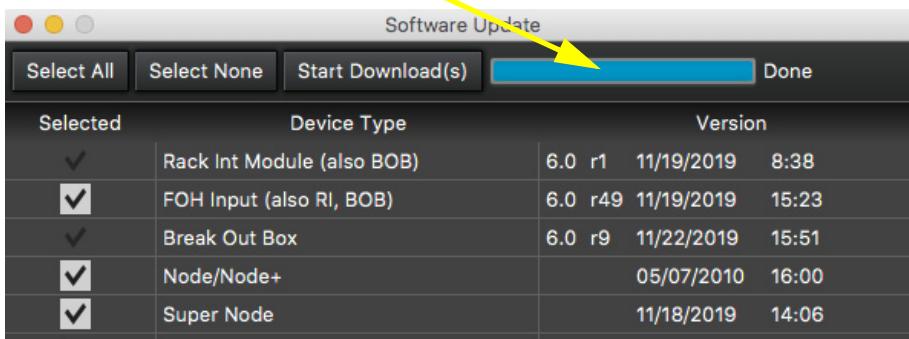 Software Update
Select All Select None Start Download(s) Done
Selected Device Type Version
Rack Int Module (also BOB) 6.0 r1 11/19/2019 8:38
FOH Input (also RI, BOB) 6.0 r49 11/19/2019 15:23
Break Out Box 6.0 r9 11/22/2019 15:51
Node/Node+ 05/07/2010 16:00
Super Node 11/18/2019 14:06